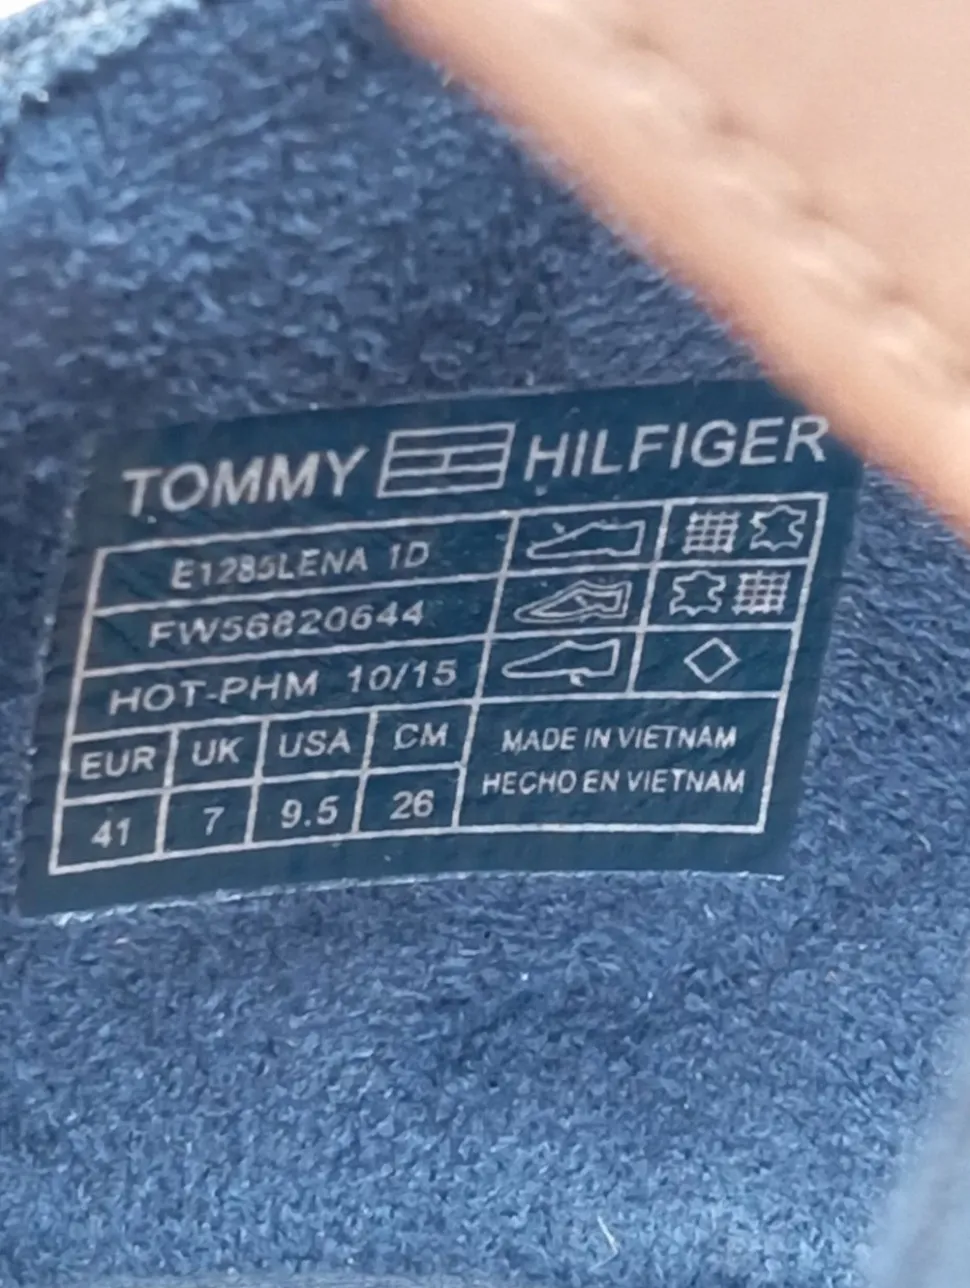 TOMMY HILFIGER
E1285LENA 1D
FW56820644
HOT-PHM 10/15
EUR UK USA CM
41 7 9.5 26
MADE IN VIETNAM
HECHO EN VIETNAM